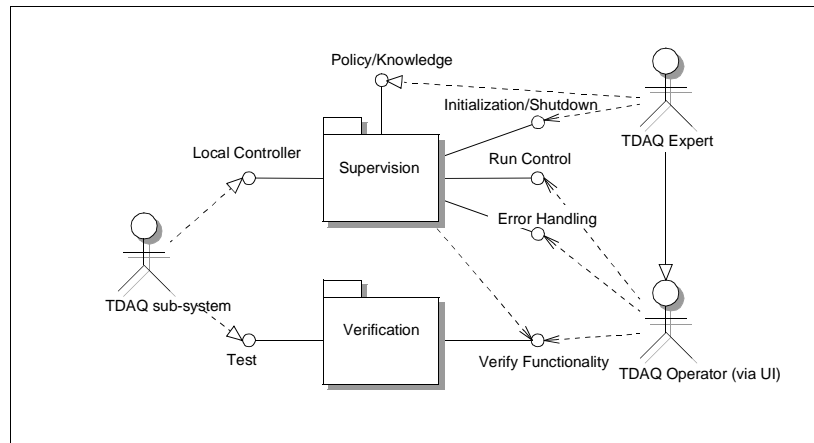 Policy/Knowledge
Initialization/Shutdown
TDAQ Expert
Local Controller
Supervision
Run Control
Error Handling
TDAQ sub-system
Verification
Test
Verify Functionality
TDAQ Operator (via UI)